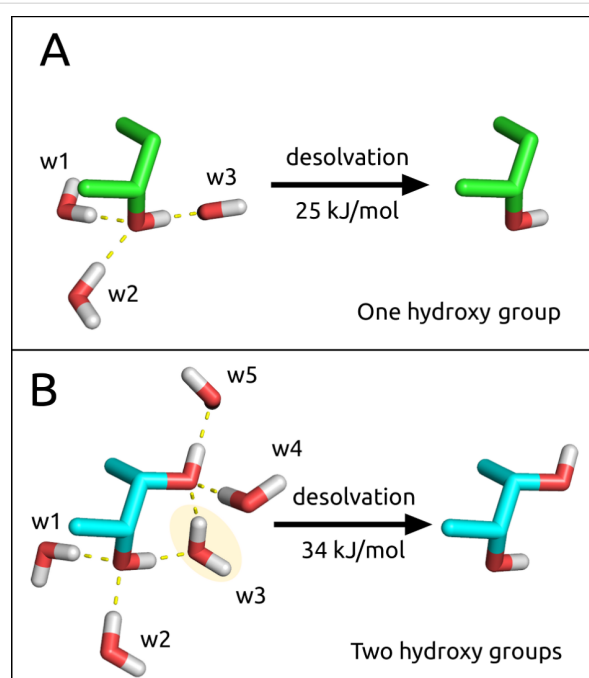 A
w1
w3
w2
desolvation
25 kJ/mol
One hydroxy group
B
w5
w4
w1
w3
w2
desolvation
34 kJ/mol
Two hydroxy groups